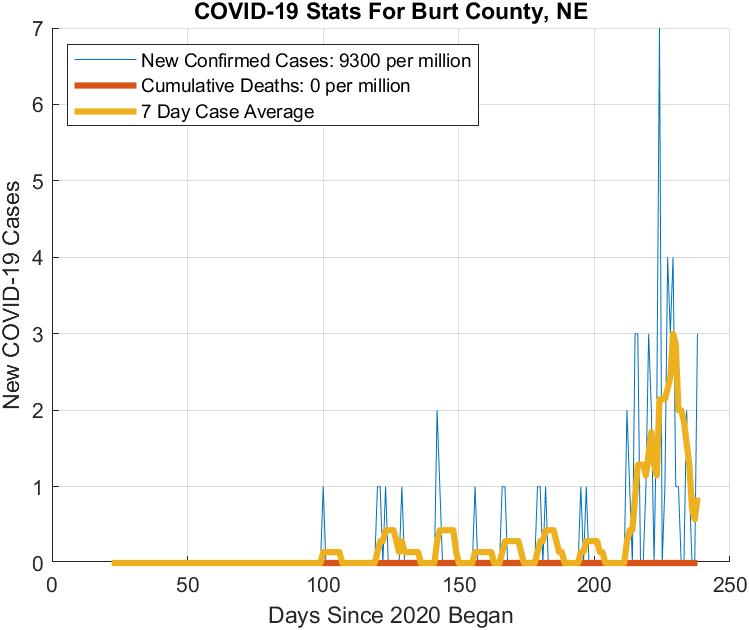 COVID-19 Stats For Burt County, NE
New Confirmed Cases: 9300 per million
Cumulative Deaths: 0 per million
7 Day Case Average
New COVID-19 Cases
7
6
5
4
3
2
1
0
0 50 100 150 200 250
Days Since 2020 Began